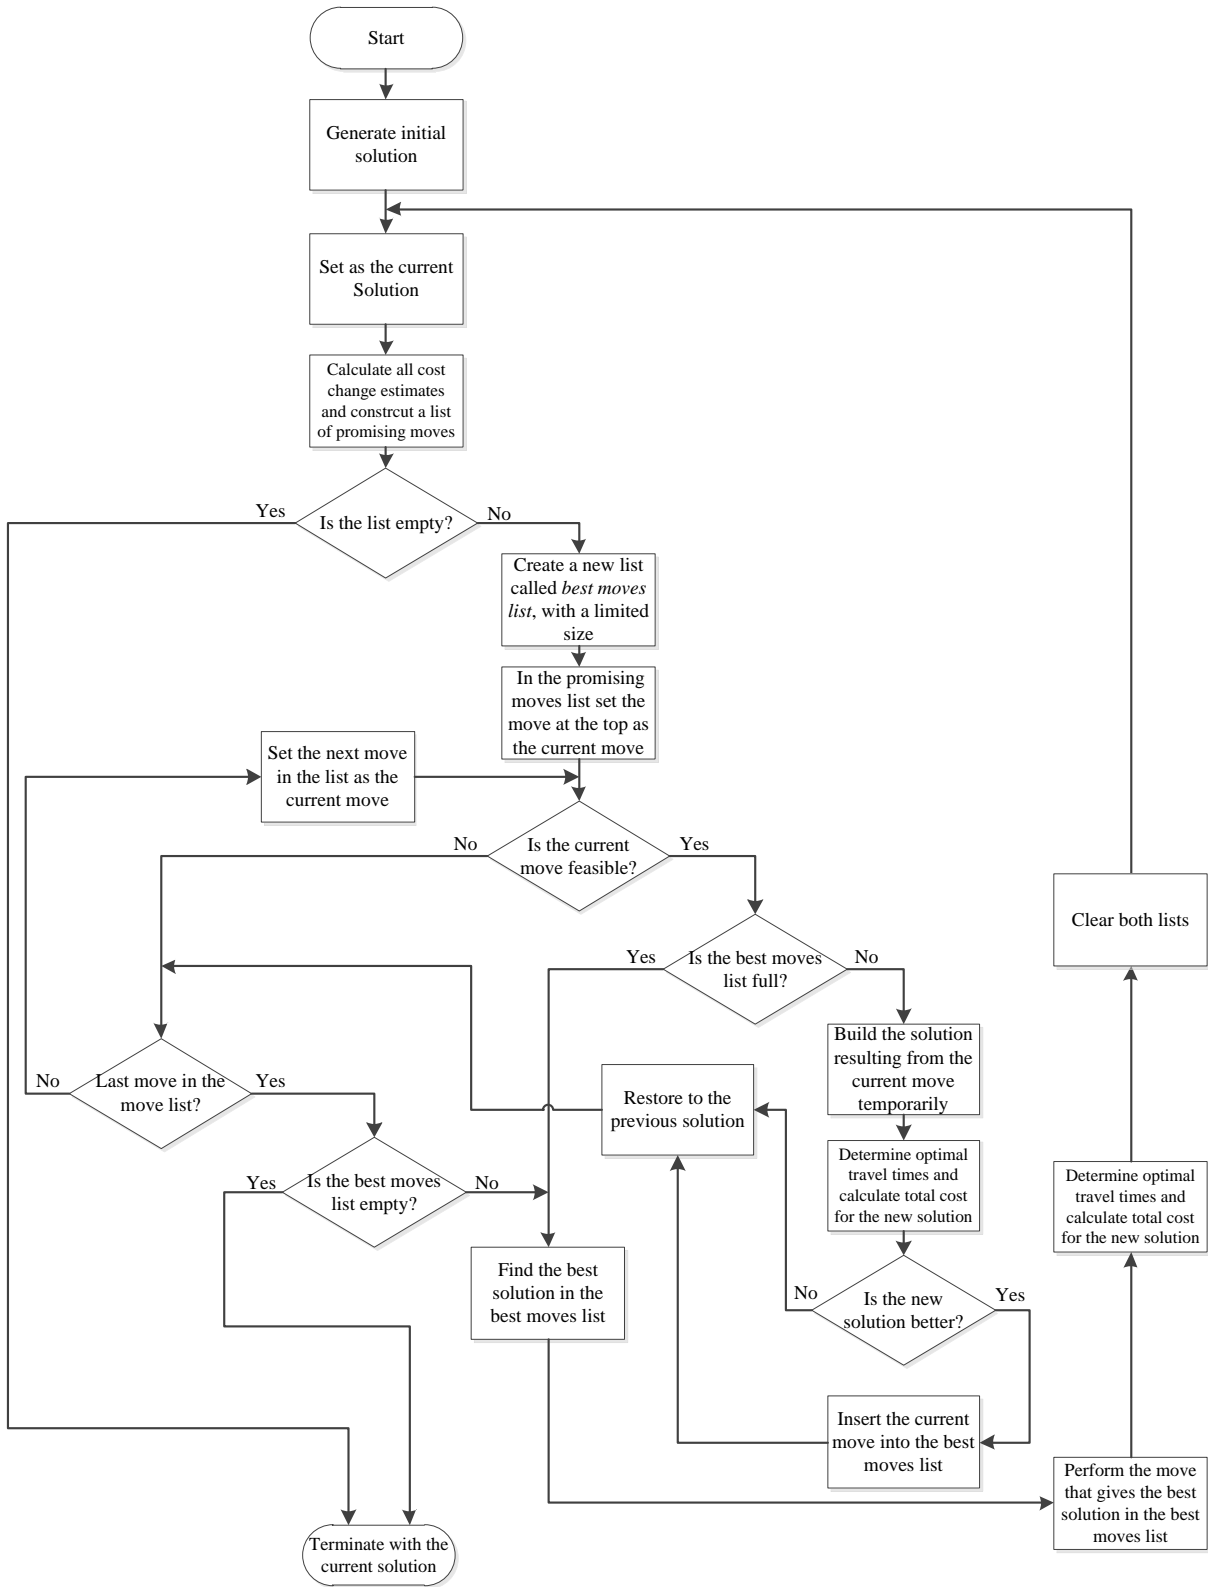 Start
Generate initial
solution
Set as the current
Solution
Calculate all cost
change estimates
and constrcut a list
of promising moves
Yes
Is the list empty?
No
Create a new list
called best moves
list, with a limited
size
In the promising
moves list set the
move at the top as
the current move
Set the next move
in the list as the
current move
No
Is the current
move feasible?
Yes
Clear both lists
Yes
Is the best moves
list full?
No
Build the solution
resulting from the
current move
temporarily
No
Last move in the
move list?
Yes
Restore to the
previous solution
Determine optimal
travel times and
calculate total cost
for the new solution
Determine optimal
travel times and
calculate total cost
for the new solution
Yes
Is the best moves
list empty?
No
Find the best
solution in the
best moves list
No
Is the new
solution better?
Yes
Insert the current
move into the best
moves list
Perform the move
that gives the best
solution in the best
moves list
Terminate with the
current solution